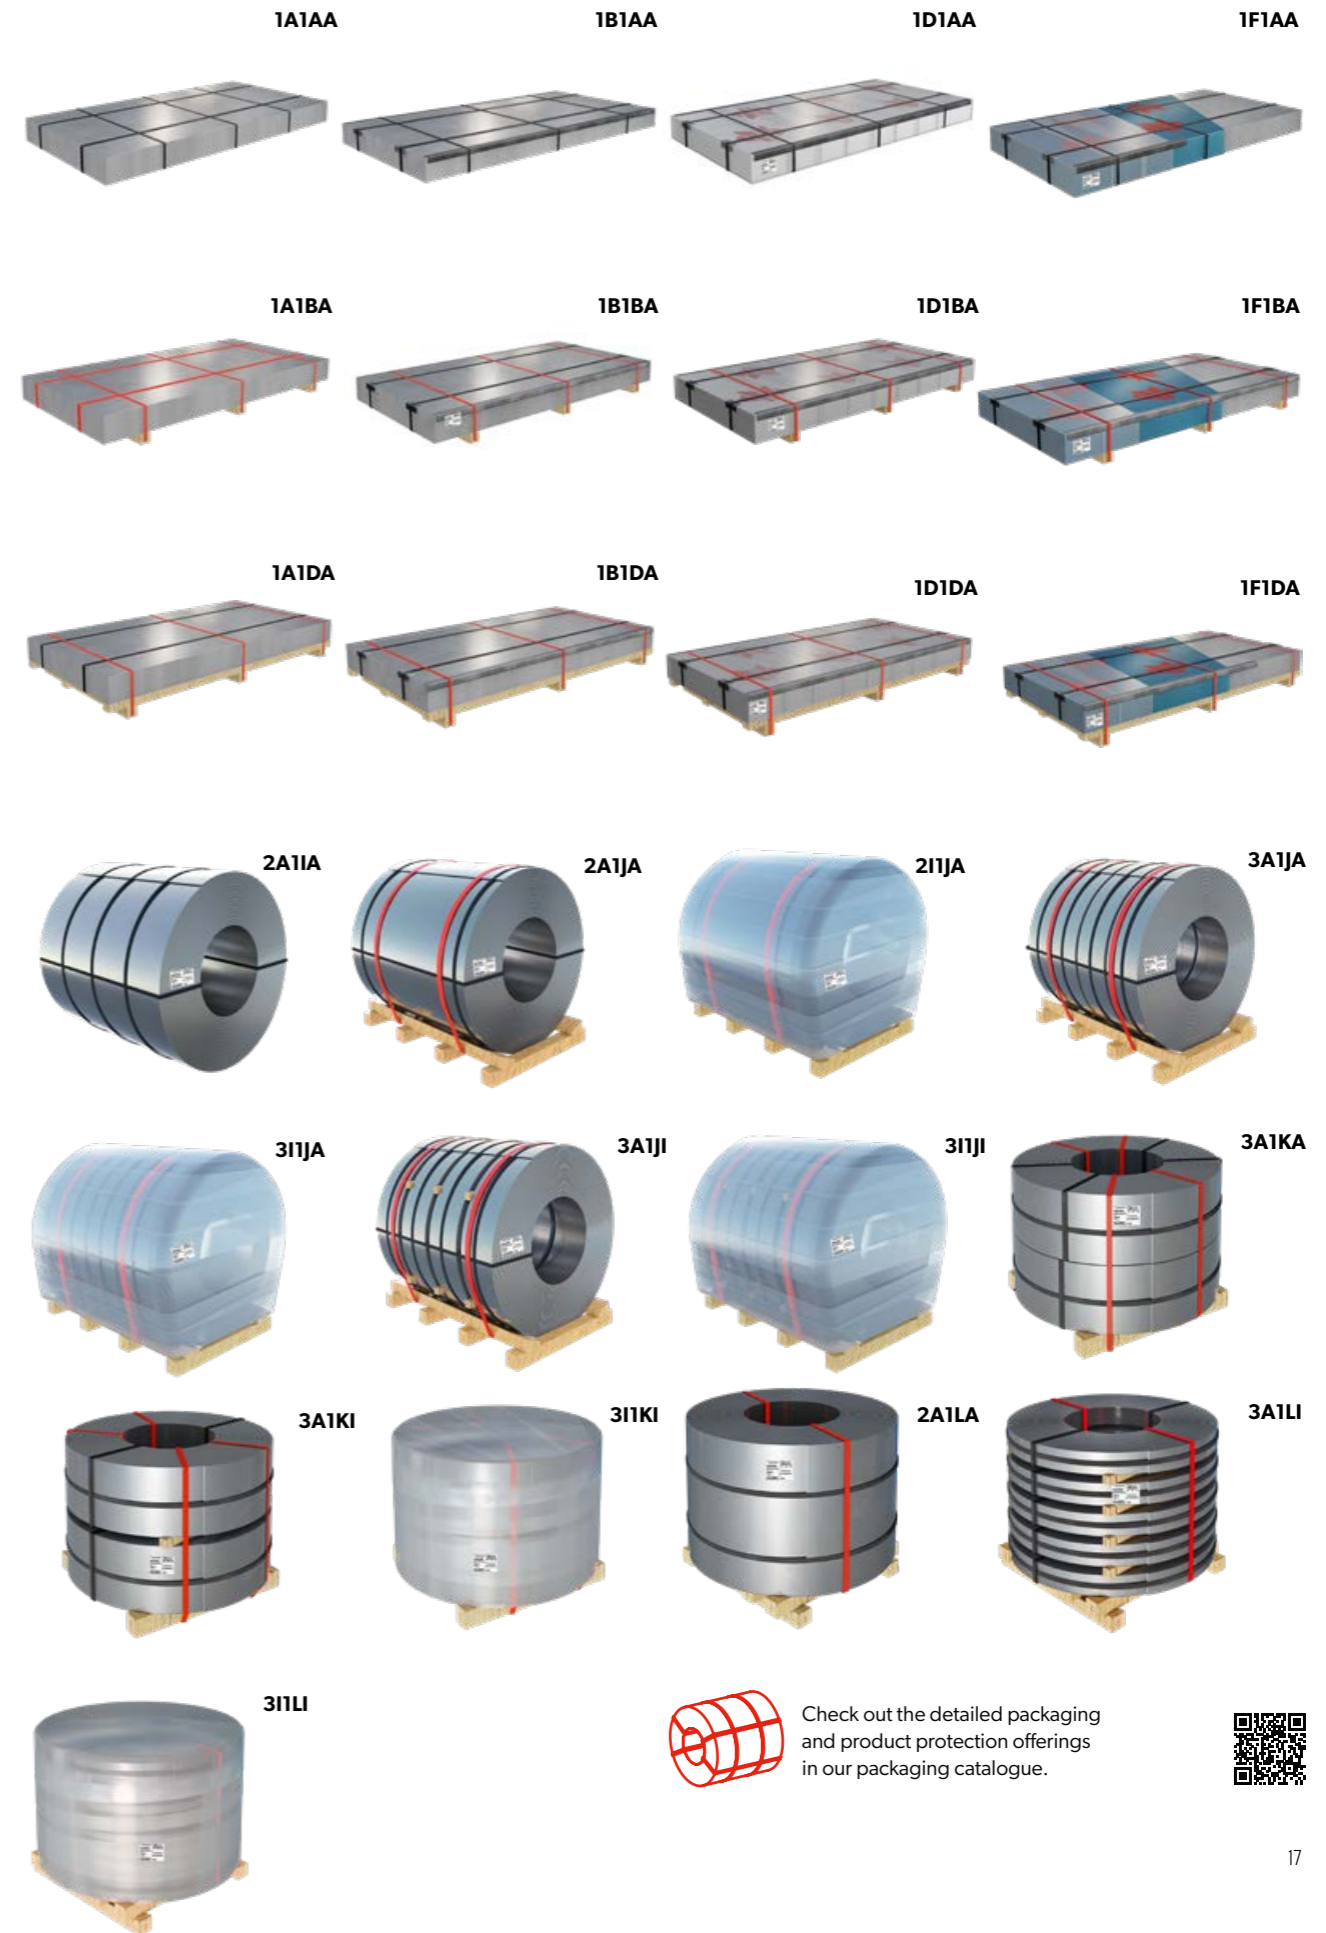 1A1AA
1B1AA
1D1AA
1F1AA
1A1BA
1B1BA
1D1BA
1F1BA
1A1DA
1B1DA
1D1DA
1F1DA
2A1IA
2A1JA
2I1JA
3A1JA
3I1JA
3A1JI
3I1JI
3A1KA
3A1KI
3I1KI
2A1LA
3A1LI
3I1LI
Check out the detailed packaging
and product protection offerings
in our packaging catalogue.
17